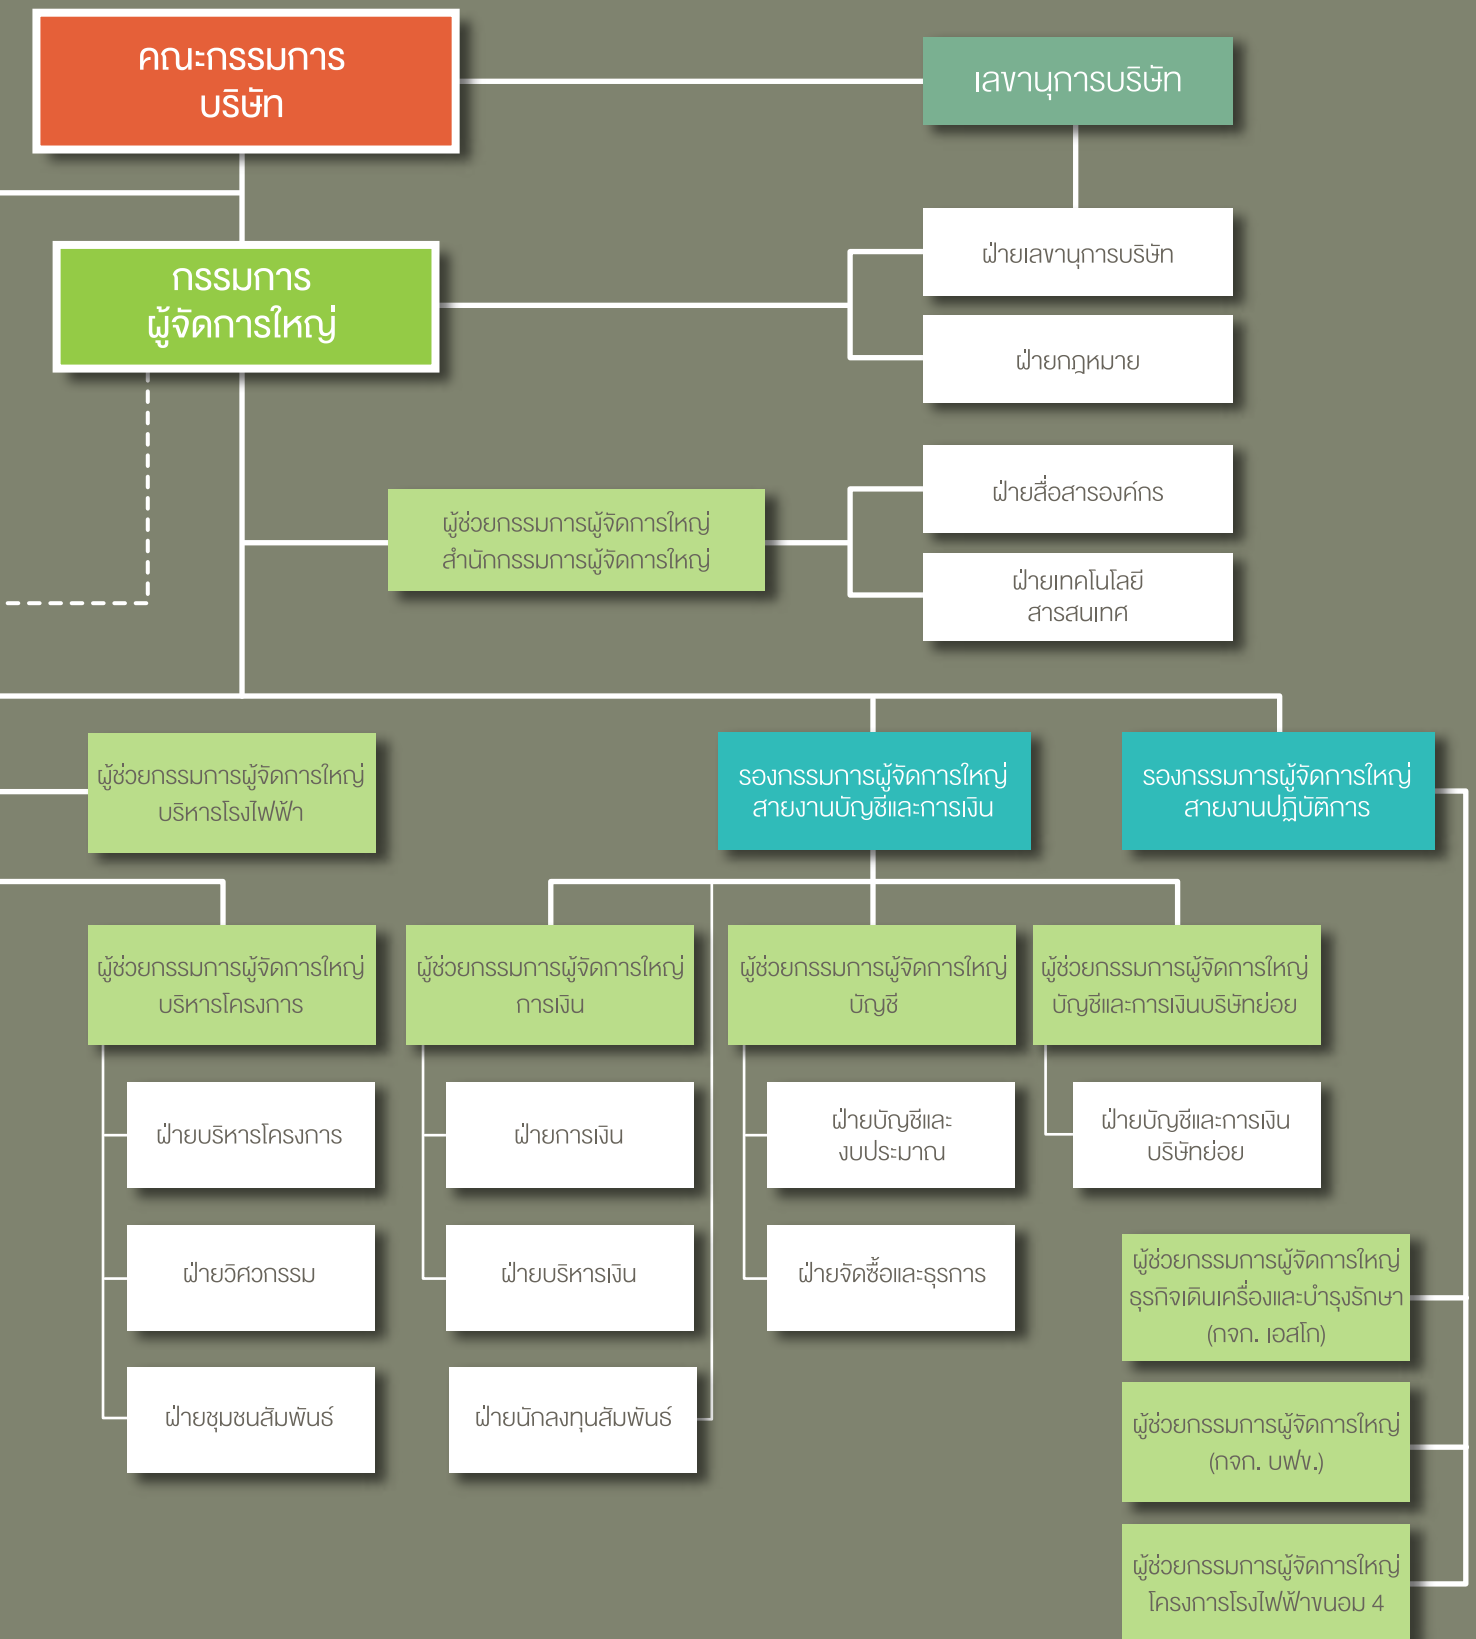 คณะกรรมการ
บริษัท
เลขานุการบริษัท
ฝ่ายเลขานุการบริษัท
กรรมการ
ผู้จัดการใหญ่
ฝ่ายกฎหมาย
ฝ่ายสื่อสารองค์กร
ผู้ช่วยกรรมการผู้จัดการใหญ่
สำนักกรรมการผู้จัดการใหญ่
ฝ่ายเทคโนโลยี
สารสนเทศ
ผู้ช่วยกรรมการผู้จัดการใหญ่
บริหารโรงไฟฟ้า
รองกรรมการผู้จัดการใหญ่
สายงานบัญชีและการเงิน
รองกรรมการผู้จัดการใหญ่
สายงานปฏิบัติการ
ผู้ช่วยกรรมการผู้จัดการใหญ่
บริหารโครงการ
ผู้ช่วยกรรมการผู้จัดการใหญ่
การเงิน
ผู้ช่วยกรรมการผู้จัดการใหญ่
บัญชี
ผู้ช่วยกรรมการผู้จัดการใหญ่
บัญชีและการเงินบริษัทย่อย
ฝ่ายบริหารโครงการ
ฝ่ายการเงิน
ฝ่ายบัญชีและ
งบประมาณ
ฝ่ายบัญชีและการเงิน
บริษัทย่อย
ฝ่ายวิศวกรรม
ฝ่ายบริหารเงิน
ฝ่ายจัดซื้อและธุรการ
ผู้ช่วยกรรมการผู้จัดการใหญ่
ธุรกิจเดินเครื่องและบำรุงรักษา
(กจก. เอสโก)
ฝ่ายชุมชนสัมพันธ์
ฝ่ายนักลงทุนสัมพันธ์
ผู้ช่วยกรรมการผู้จัดการใหญ่
(กจก. บฟข.)
ผู้ช่วยกรรมการผู้จัดการใหญ่
โครงการโรงไฟฟ้าขนอม 4